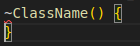 ~ClassName() {
}